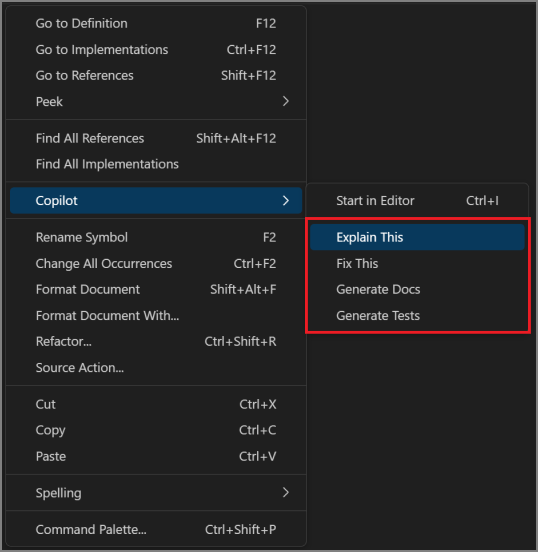 Go to Definition F12
Go to Implementations Ctrl+F12
Go to References Shift+F12
Peek
Find All References Shift+Alt+F12
Find All Implementations
Copilot
Start in Editor Ctrl+I
Explain This
Fix This
Generate Docs
Generate Tests
Rename Symbol F2
Change All Occurrences Ctrl+F2
Format Document Shift+Alt+F
Format Document With...
Refactor... Ctrl+Shift+R
Source Action...
Cut Ctrl+X
Copy Ctrl+C
Paste Ctrl+V
Spelling
Command Palette... Ctrl+Shift+P